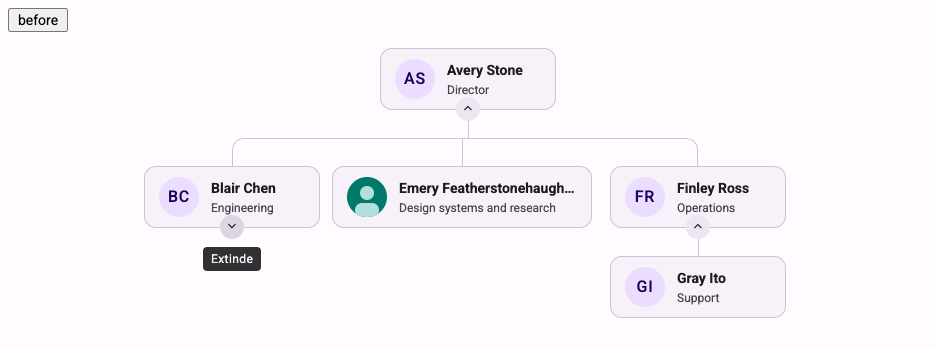 before
AS
Avery Stone
Director
BC
Blair Chen
Engineering
Emery Featherstonehaugh…
Design systems and research
FR
Finley Ross
Operations
Extinde
GI
Gray Ito
Support